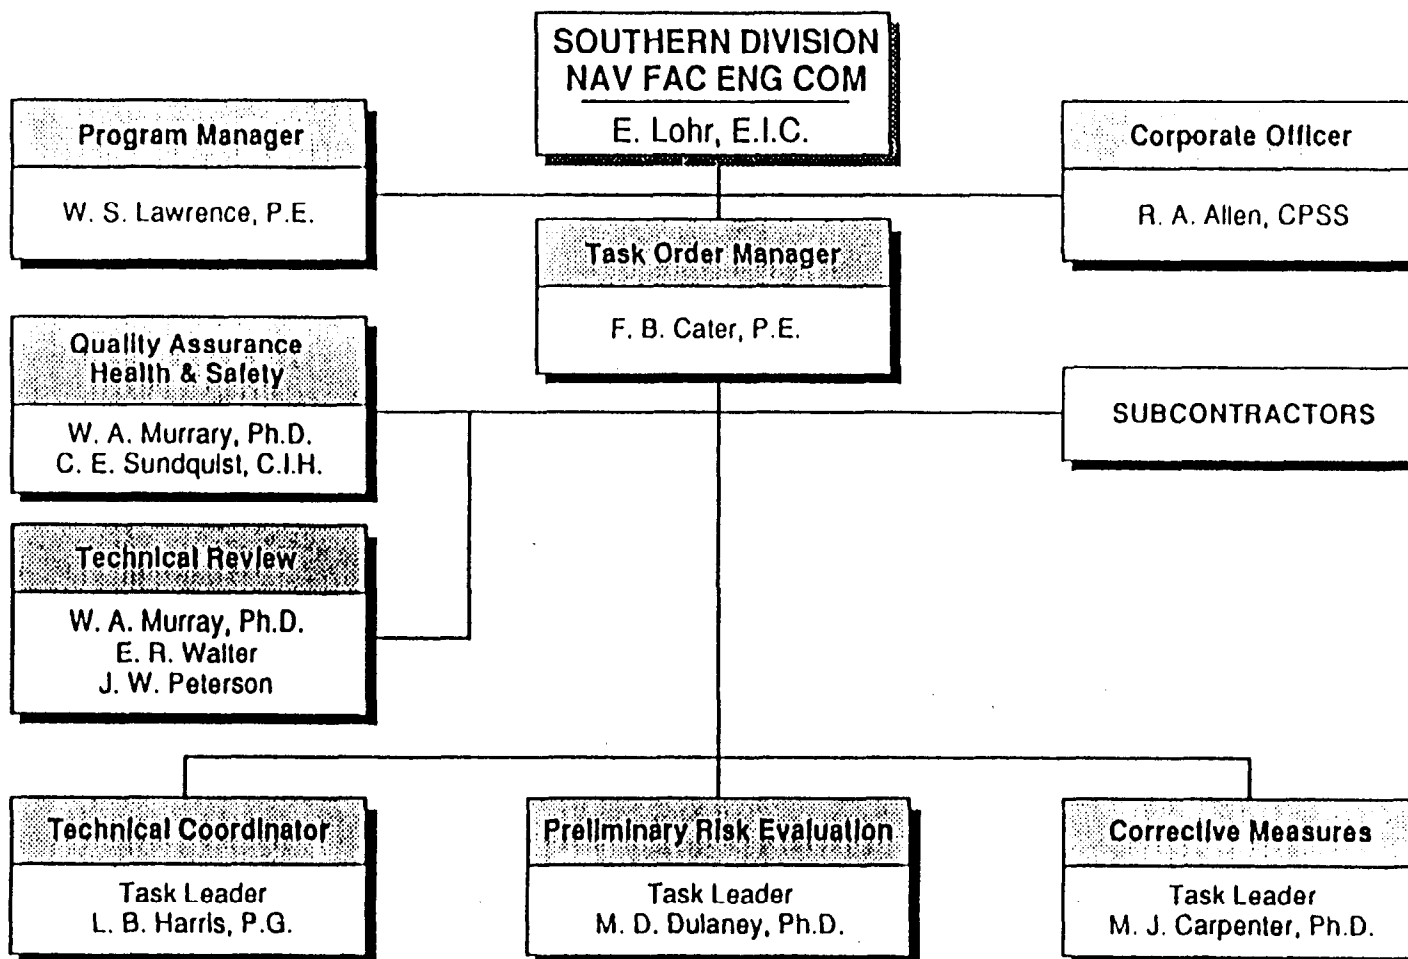 SOUTHERN DIVISION
NAV FAC ENG COM
E. Lohr, E.I.C.
Program Manager
W. S. Lawrence, P.E.
Corporate Officer
R. A. Allen, CPSS
Task Order Manager
F. B. Cater, P.E.
Quality Assurance
Health & Safety
W. A. Murrary, Ph.D.
C. E. Sundquist, C.I.H.
SUBCONTRACTORS
Technical Review
W. A. Murray, Ph.D.
E. R. Walter
J. W. Peterson
Technical Coordinator
Task Leader
L. B. Harris, P.G.
Preliminary Risk Evaluation
Task Leader
M. D. Dulaney, Ph.D.
Corrective Measures
Task Leader
M. J. Carpenter, Ph.D.